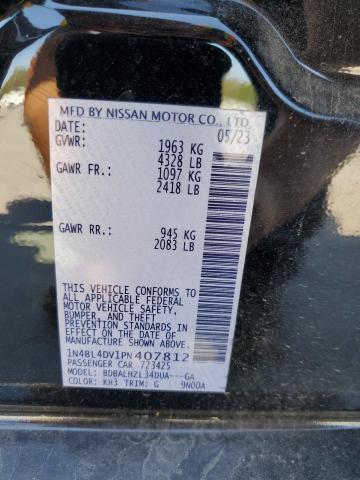 MFD BY NISSAN MOTOR CO., LTD.
DATE: 05/23
GVWR: 1963 KG
4328 LB
GAWR FR: 1097 KG
2418 LB
GAWR RR: 945 KG
2083 LB
THIS VEHICLE CONFORMS TO
ALL APPLICABLE FEDERAL
MOTOR VEHICLE SAFETY,
BUMPER, AND THEFT
PREVENTION STANDARDS IN
EFFECT ON THE DATE OF
MANUFACTURE SHOWN ABOVE.
1N4BL4DV1PN407812
PASSENGER CAR 723425
MODEL: BDBALHZL34DUA---GA
COLOR: KH3 TRIM: G 9N00A